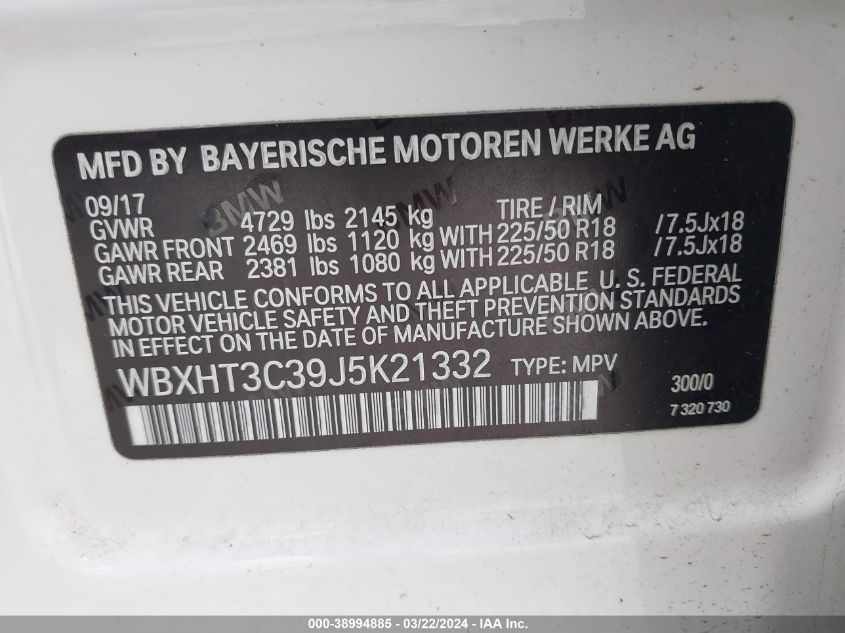 MFD BY BAYERISCHE MOTOREN WERKE AG
09/17
GVWR 4729 lbs 2145 kg TIRE / RIM
GAWR FRONT 2469 lbs 1120 kg WITH 225/50 R18 /7.5Jx18
GAWR REAR 2381 lbs 1080 kg WITH 225/50 R18 /7.5Jx18
THIS VEHICLE CONFORMS TO ALL APPLICABLE U. S. FEDERAL
MOTOR VEHICLE SAFETY AND THEFT PREVENTION STANDARDS
IN EFFECT ON THE DATE OF MANUFACTURE SHOWN ABOVE.
WBXHT3C39J5K21332 TYPE: MPV
300/0
7 320 730
000-38994885 - 03/22/2024 - IAA Inc.